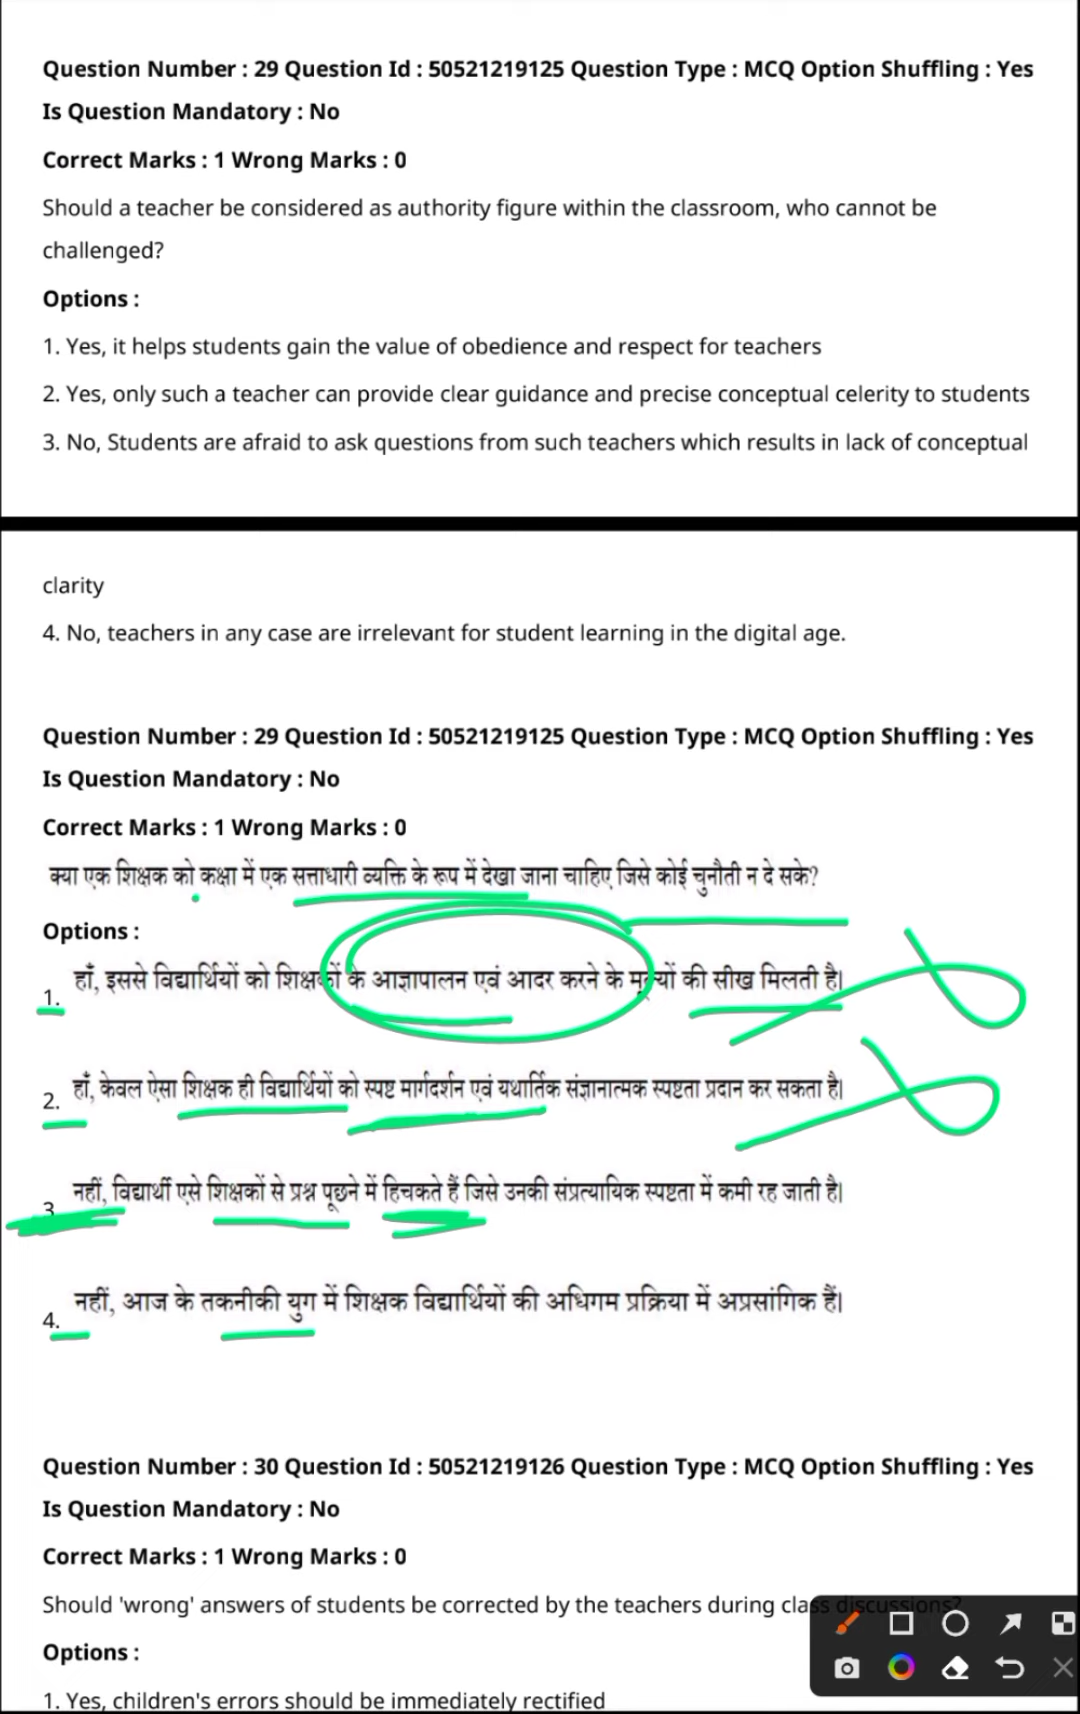 Question Number : 29 Question Id : 50521219125 Question Type : MCQ Option Shuffling : Yes
Is Question Mandatory : No
Correct Marks : 1 Wrong Marks : 0
Should a teacher be considered as authority figure within the classroom, who cannot be
challenged?
Options :
1. Yes, it helps students gain the value of obedience and respect for teachers
2. Yes, only such a teacher can provide clear guidance and precise conceptual celerity to students
3. No, Students are afraid to ask questions from such teachers which results in lack of conceptual
clarity
4. No, teachers in any case are irrelevant for student learning in the digital age.
Question Number : 29 Question Id : 50521219125 Question Type : MCQ Option Shuffling : Yes
Is Question Mandatory : No
Correct Marks : 1 Wrong Marks : 0
क्या एक शिक्षक को कक्षा में एक सत्ताधारी व्यक्ति के रूप में देखा जाना चाहिए जिसे कोई चुनौती न दे सके?
Options :
1. हाँ, इससे विद्यार्थियों को शिक्षकों के आज्ञापालन एवं आदर करने के मूल्यों की सीख मिलती है।
2. हाँ, केवल ऐसा शिक्षक ही विद्यार्थियों को स्पष्ट मार्गदर्शन एवं यथार्तिक संज्ञानात्मक स्पष्टता प्रदान कर सकता है।
3. नहीं, विद्यार्थी एसे शिक्षकों से प्रश्न पूछने में हिचकते हैं जिसे उनकी संप्रत्यायिक स्पष्टता में कमी रह जाती है।
4. नहीं, आज के तकनीकी युग में शिक्षक विद्यार्थियों की अधिगम प्रक्रिया में अप्रसांगिक हैं।
Question Number : 30 Question Id : 50521219126 Question Type : MCQ Option Shuffling : Yes
Is Question Mandatory : No
Correct Marks : 1 Wrong Marks : 0
Should 'wrong' answers of students be corrected by the teachers during class discussions?
Options :
1. Yes, children's errors should be immediately rectified